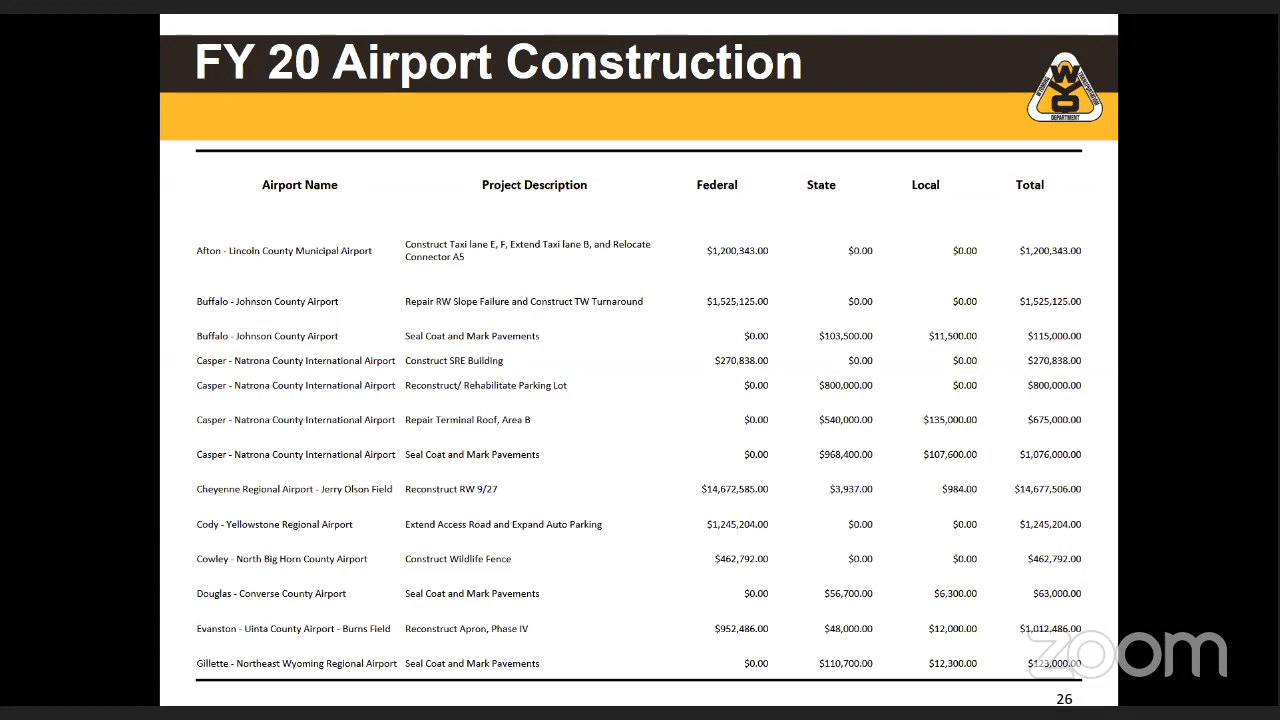 FY 20 Airport Construction
WYO
WYOMING TRANSPORTATION
DEPARTMENT
Airport Name Project Description Federal State Local Total
Afton - Lincoln County Municipal Airport Construct Taxi lane E, F, Extend Taxi lane B, and Relocate Connector A5 $1,200,343.00 $0.00 $0.00 $1,200,343.00
Buffalo - Johnson County Airport Repair RW Slope Failure and Construct TW Turnaround $1,525,125.00 $0.00 $0.00 $1,525,125.00
Buffalo - Johnson County Airport Seal Coat and Mark Pavements $0.00 $103,500.00 $11,500.00 $115,000.00
Casper - Natrona County International Airport Construct SRE Building $270,838.00 $0.00 $0.00 $270,838.00
Casper - Natrona County International Airport Reconstruct/ Rehabilitate Parking Lot $0.00 $800,000.00 $0.00 $800,000.00
Casper - Natrona County International Airport Repair Terminal Roof, Area B $0.00 $540,000.00 $135,000.00 $675,000.00
Casper - Natrona County International Airport Seal Coat and Mark Pavements $0.00 $968,400.00 $107,600.00 $1,076,000.00
Cheyenne Regional Airport - Jerry Olson Field Reconstruct RW 9/27 $14,672,585.00 $3,937.00 $984.00 $14,677,506.00
Cody - Yellowstone Regional Airport Extend Access Road and Expand Auto Parking $1,245,204.00 $0.00 $0.00 $1,245,204.00
Cowley - North Big Horn County Airport Construct Wildlife Fence $462,792.00 $0.00 $0.00 $462,792.00
Douglas - Converse County Airport Seal Coat and Mark Pavements $0.00 $56,700.00 $6,300.00 $63,000.00
Evanston - Uinta County Airport - Burns Field Reconstruct Apron, Phase IV $952,486.00 $48,000.00 $12,000.00 $1,012,486.00
Gillette - Northeast Wyoming Regional Airport Seal Coat and Mark Pavements $0.00 $110,700.00 $12,300.00 $123,000.00
zoom
26